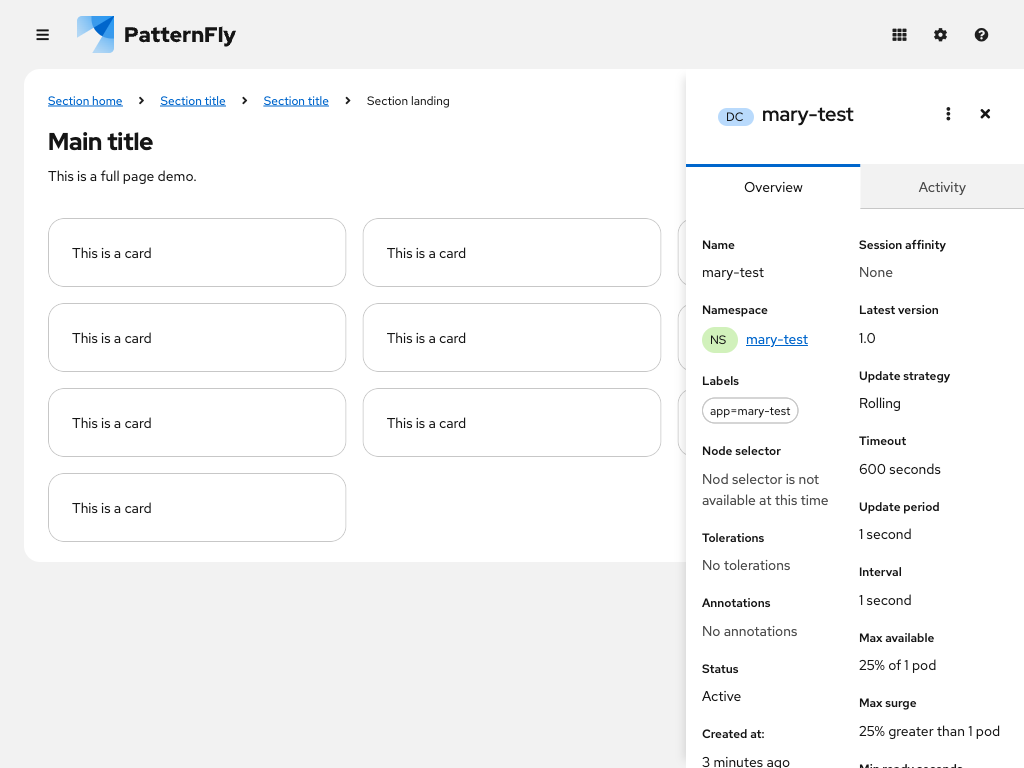 PatternFly
Section home
Section title
Section title
Section landing
Main title
This is a full page demo.
This is a card
This is a card
This is a card
This is a card
This is a card
This is a card
This is a card
DC mary-test
Overview
Activity
Name
mary-test
Namespace
NS mary-test
Labels
app=mary-test
Node selector
Nod selector is not
available at this time
Tolerations
No tolerations
Annotations
No annotations
Status
Active
Created at:
3 minutes ago
Session affinity
None
Latest version
1.0
Update strategy
Rolling
Timeout
600 seconds
Update period
1 second
Interval
1 second
Max available
25% of 1 pod
Max surge
25% greater than 1 pod
Min ready seconds